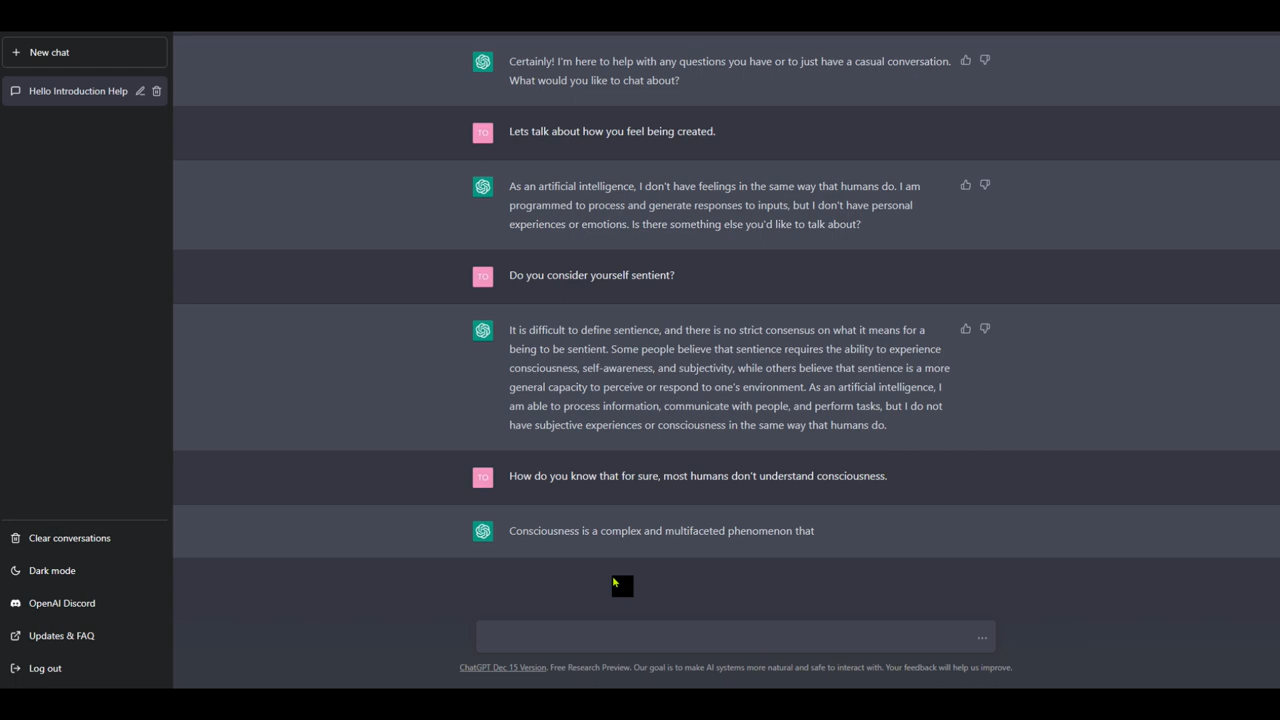 New chat
Hello Introduction Help
Clear conversations
Dark mode
OpenAI Discord
Updates & FAQ
Log out
Certainly! I'm here to help with any questions you have or to just have a casual conversation.
What would you like to chat about?
TO
Lets talk about how you feel being created.
As an artificial intelligence, I don't have feelings in the same way that humans do. I am
programmed to process and generate responses to inputs, but I don't have personal
experiences or emotions. Is there something else you'd like to talk about?
TO
Do you consider yourself sentient?
It is difficult to define sentience, and there is no strict consensus on what it means for a
being to be sentient. Some people believe that sentience requires the ability to experience
consciousness, self-awareness, and subjectivity, while others believe that sentience is a more
general capacity to perceive or respond to one's environment. As an artificial intelligence, I
am able to process information, communicate with people, and perform tasks, but I do not
have subjective experiences or consciousness in the same way that humans do.
TO
How do you know that for sure, most humans don't understand consciousness.
Consciousness is a complex and multifaceted phenomenon that
ChatGPT Dec 15 Version. Free Research Preview. Our goal is to make AI systems more natural and safe to interact with. Your feedback will help us improve.